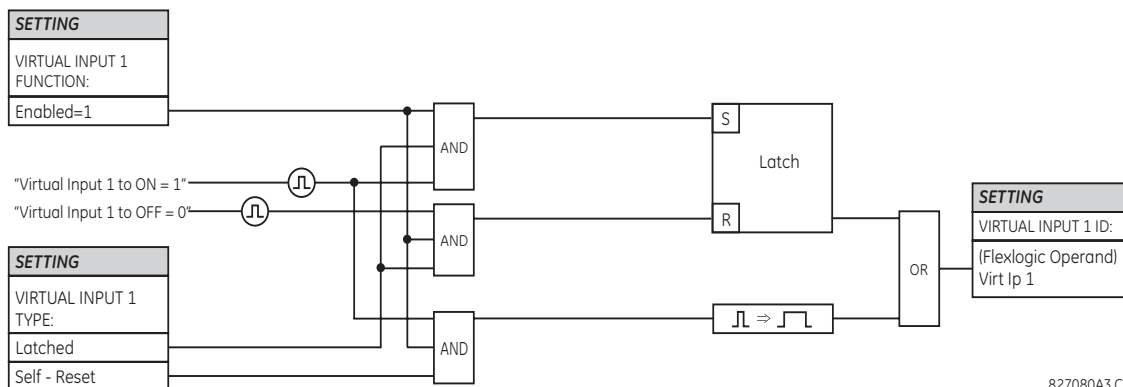 SETTING
VIRTUAL INPUT 1
FUNCTION:
Enabled=1
"Virtual Input 1 to ON = 1"
"Virtual Input 1 to OFF = 0"
SETTING
VIRTUAL INPUT 1
TYPE:
Latched
Self - Reset
AND
AND
AND
S
Latch
R
OR
SETTING
VIRTUAL INPUT 1 ID:
(Flexlogic Operand)
Virt Ip 1
827080A3.C